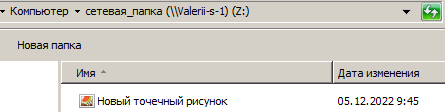 Компьютер ▾ сетевая_папка (\\Valerii-s-1) (Z:)
Новая папка
Имя Дата изменения
Новый точечный рисунок 05.12.2022 9:45